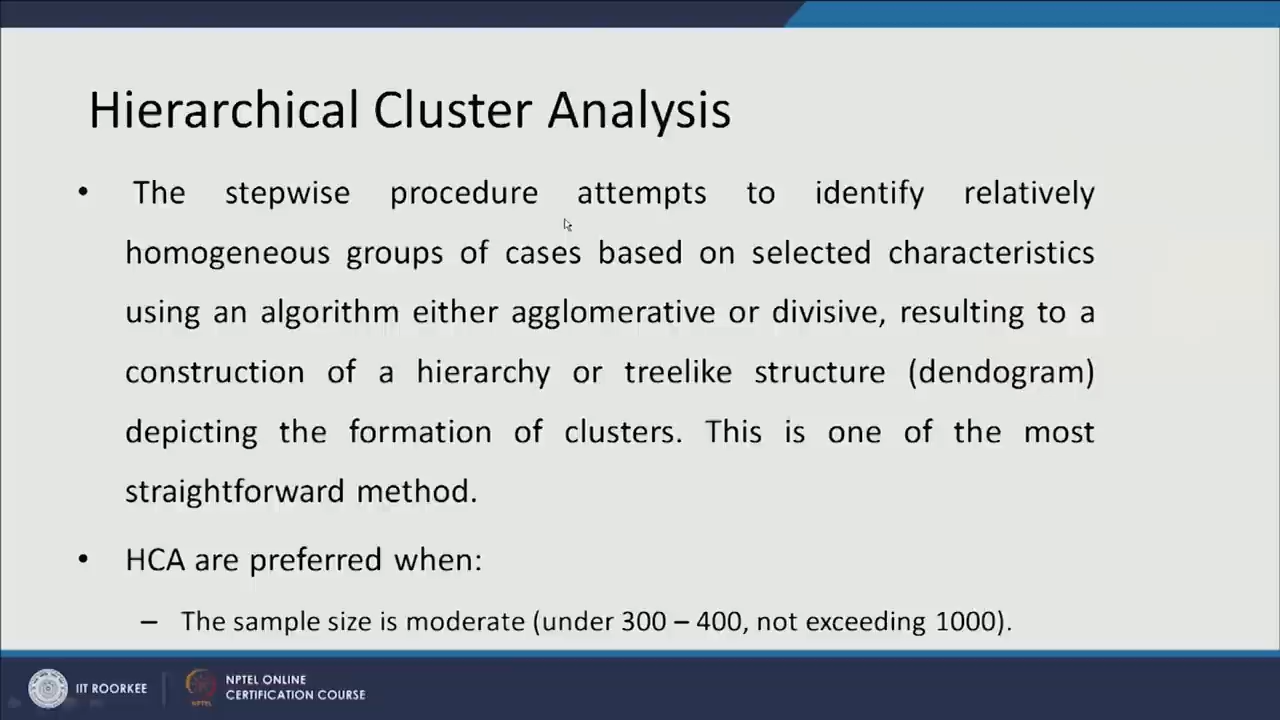 Hierarchical Cluster Analysis
• The stepwise procedure attempts to identify relatively
homogeneous groups of cases based on selected characteristics
using an algorithm either agglomerative or divisive, resulting to a
construction of a hierarchy or treelike structure (dendogram)
depicting the formation of clusters. This is one of the most
straightforward method.
• HCA are preferred when:
– The sample size is moderate (under 300 – 400, not exceeding 1000).
IIT ROORKEE
NPTEL
NPTEL ONLINE
CERTIFICATION COURSE